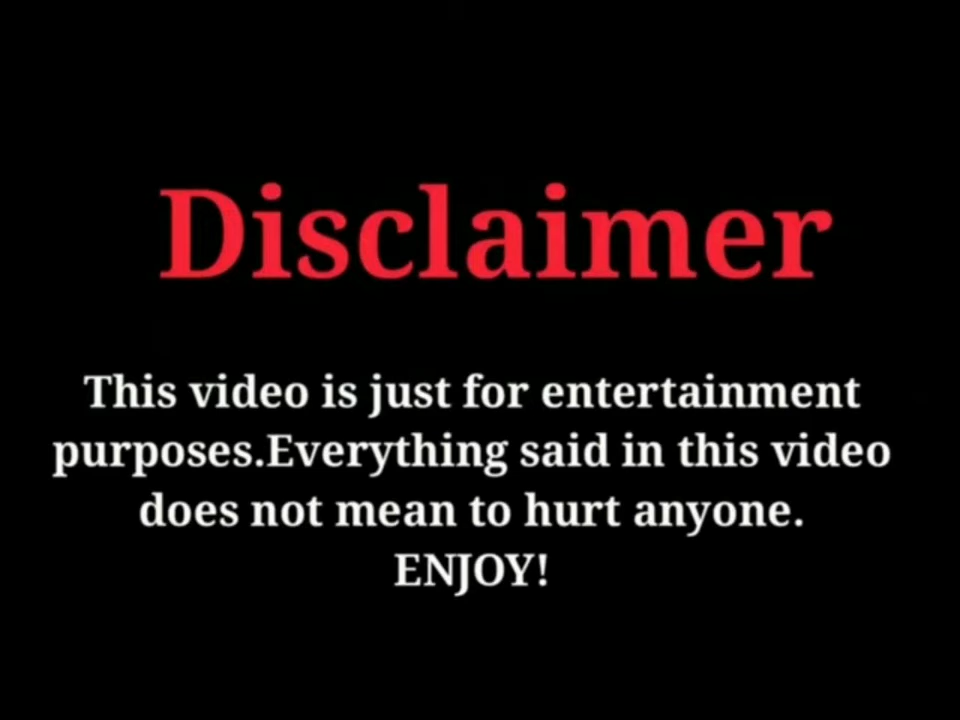 Disclaimer
This video is just for entertainment
purposes.Everything said in this video
does not mean to hurt anyone.
ENJOY!